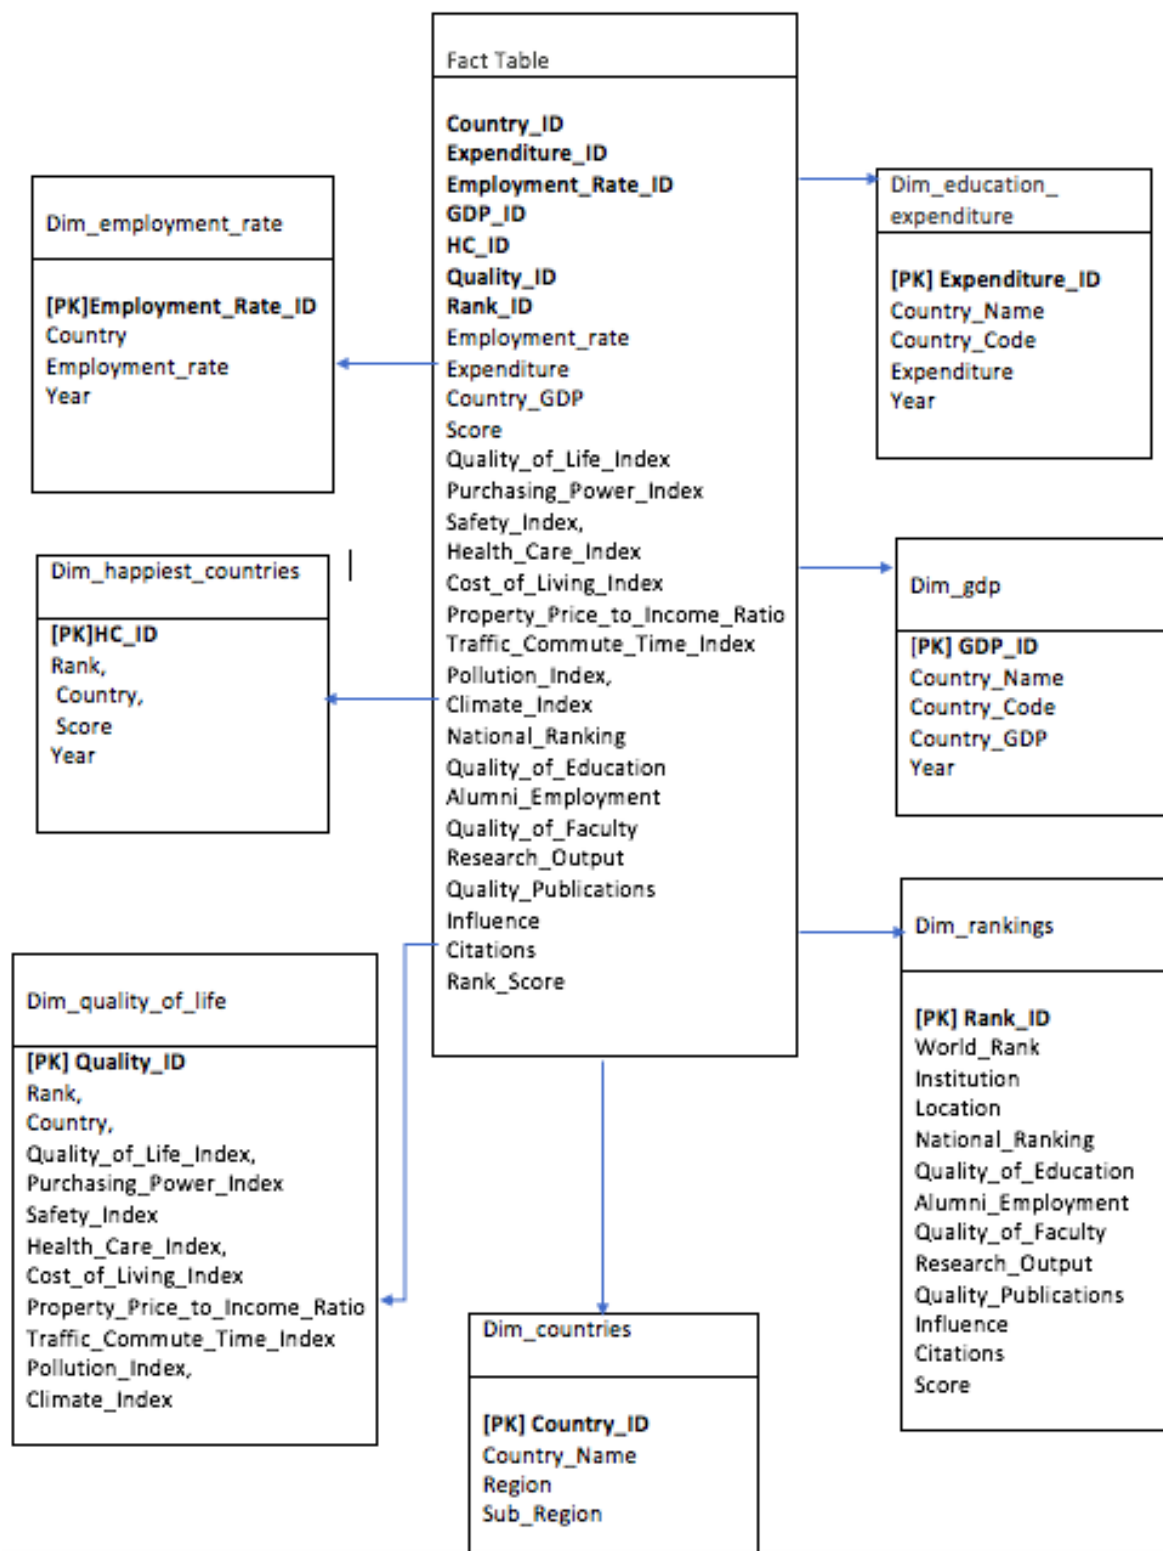 Fact Table
Country_ID
Expenditure_ID
Employment_Rate_ID
GDP_ID
HC_ID
Quality_ID
Rank_ID
Employment_rate
Expenditure
Country_GDP
Score
Quality_of_Life_Index
Purchasing_Power_Index
Safety_Index,
Health_Care_Index
Cost_of_Living_Index
Property_Price_to_Income_Ratio
Traffic_Commute_Time_Index
Pollution_Index,
Climate_Index
National_Ranking
Quality_of_Education
Alumni_Employment
Quality_of_Faculty
Research_Output
Quality_Publications
Influence
Citations
Rank_Score
Dim_employment_rate
[PK]Employment_Rate_ID
Country
Employment_rate
Year
Dim_education_
expenditure
[PK] Expenditure_ID
Country_Name
Country_Code
Expenditure
Year
Dim_happiest_countries
[PK]HC_ID
Rank,
Country,
Score
Year
Dim_gdp
[PK] GDP_ID
Country_Name
Country_Code
Country_GDP
Year
Dim_quality_of_life
[PK] Quality_ID
Rank,
Country,
Quality_of_Life_Index,
Purchasing_Power_Index
Safety_Index
Health_Care_Index,
Cost_of_Living_Index
Property_Price_to_Income_Ratio
Traffic_Commute_Time_Index
Pollution_Index,
Climate_Index
Dim_rankings
[PK] Rank_ID
World_Rank
Institution
Location
National_Ranking
Quality_of_Education
Alumni_Employment
Quality_of_Faculty
Research_Output
Quality_Publications
Influence
Citations
Score
Dim_countries
[PK] Country_ID
Country_Name
Region
Sub_Region